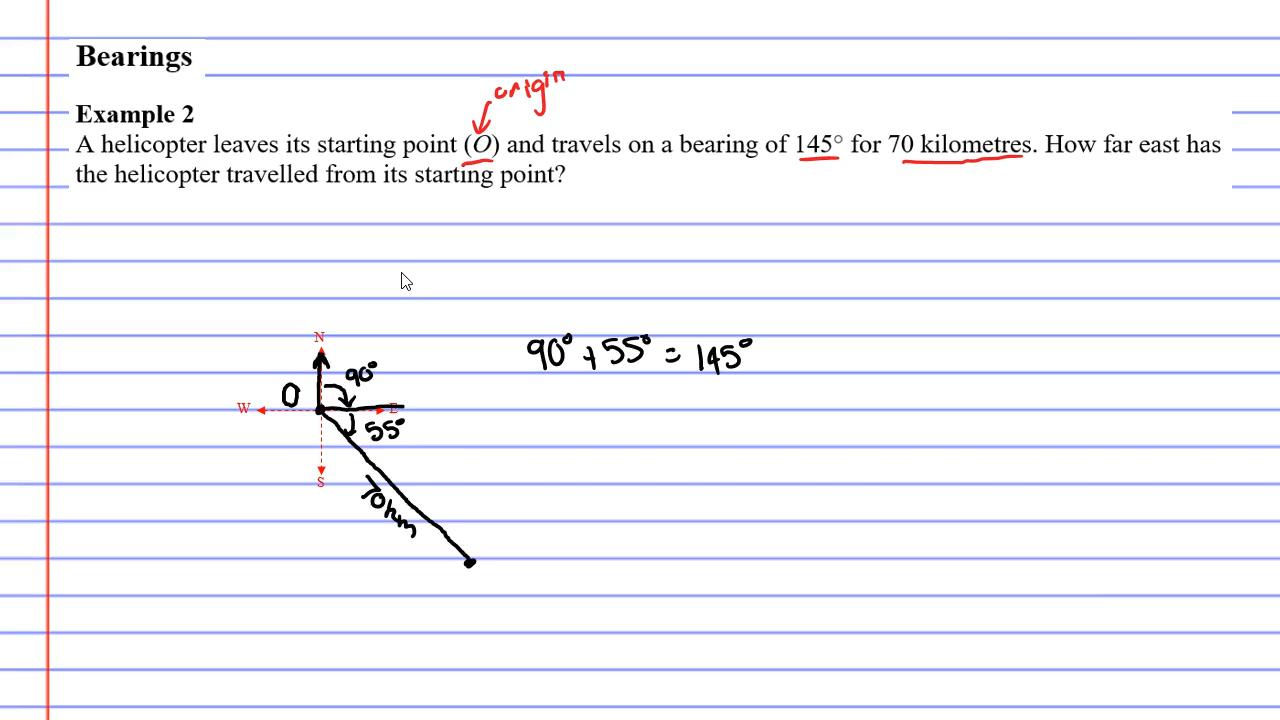 Bearings
origin
Example 2
A helicopter leaves its starting point (O) and travels on a bearing of 145° for 70 kilometres. How far east has
the helicopter travelled from its starting point?
N
90° + 55° = 145°
90°
O
W
E
55°
S
70km